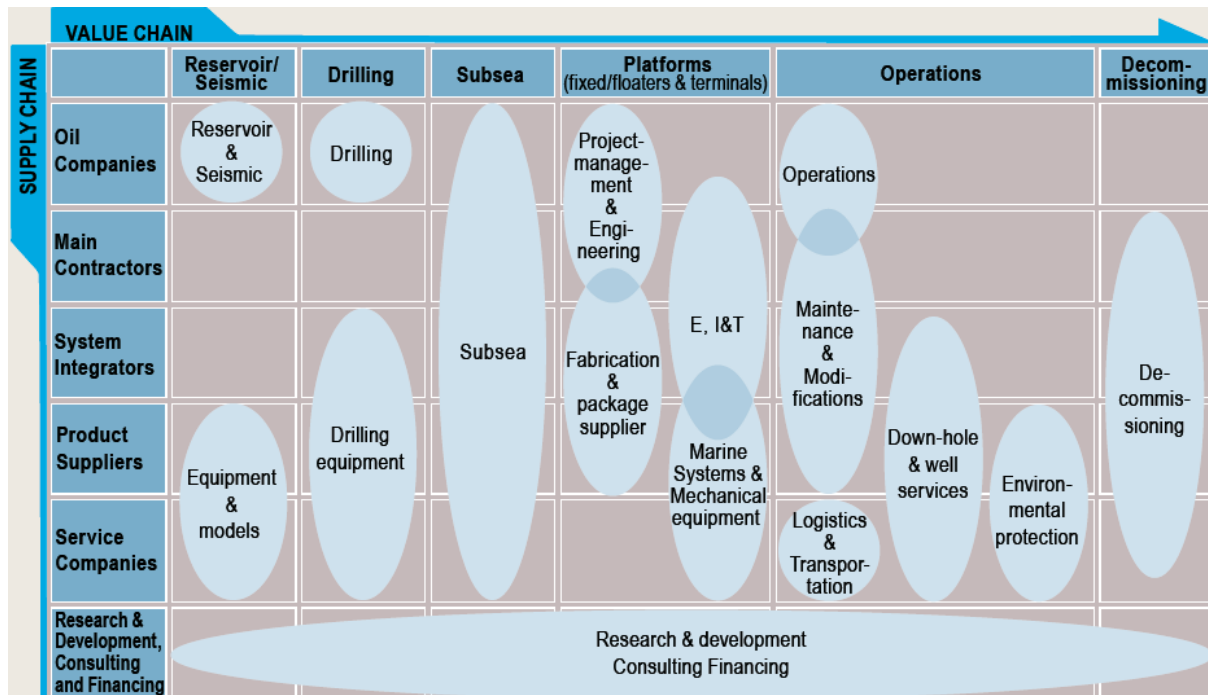 VALUE CHAIN
SUPPLY CHAIN
Reservoir/
Seismic
Drilling
Subsea
Platforms
(fixed/floaters & terminals)
Operations
Decom-
missioning
Oil
Companies
Reservoir
&
Seismic
Drilling
Project-
manage-
ment
&
Engi-
neering
Operations
Main
Contractors
System
Integrators
Subsea
Fabrication
&
package
supplier
E, I&T
Mainte-
nance
&
Modi-
fications
De-
commis-
sioning
Product
Suppliers
Equipment
&
models
Drilling
equipment
Marine
Systems &
Mechanical
equipment
Down-hole
& well
services
Environ-
mental
protection
Service
Companies
Logistics
&
Transpor-
tation
Research &
Development,
Consulting
and Financing
Research & development
Consulting Financing